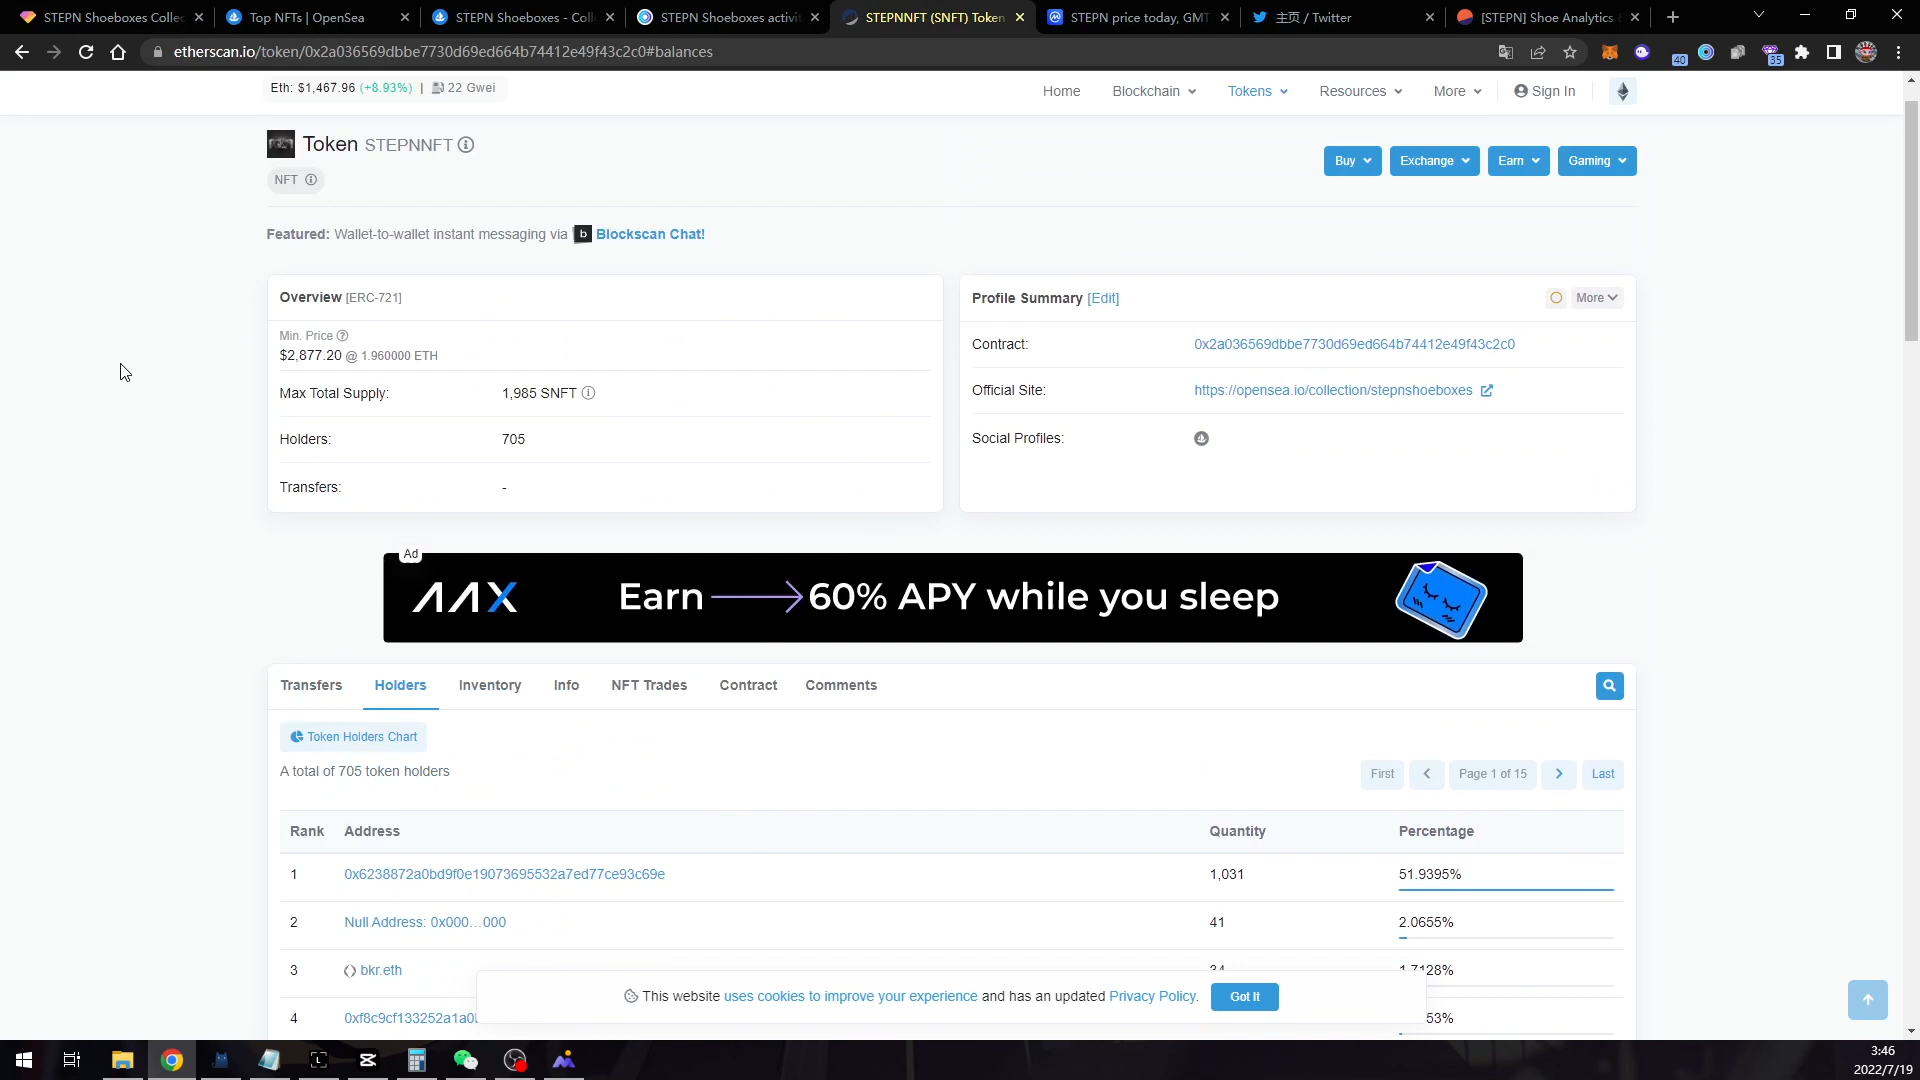 STEPN Shoeboxes Collec
Top NFTs | OpenSea
STEPN Shoeboxes - Coll
STEPN Shoeboxes activi
STEPNNFT (SNFT) Token
STEPN price today, GMT
主页 / Twitter
[STEPN] Shoe Analytics
etherscan.io/token/0x2a036569dbbe7730d69ed664b74412e49f43c2c0#balances
40
35
Eth: $1,467.96 (+8.93%) | 22 Gwei
Home
Blockchain
Tokens
Resources
More
Sign In
Token STEPNNFT
NFT
Buy
Exchange
Earn
Gaming
Featured: Wallet-to-wallet instant messaging via b Blockscan Chat!
Overview [ERC-721]
Min. Price
$2,877.20 @ 1.960000 ETH
Max Total Supply: 1,985 SNFT
Holders: 705
Transfers: -
Profile Summary [Edit]
More
Contract: 0x2a036569dbbe7730d69ed664b74412e49f43c2c0
Official Site: https://opensea.io/collection/stepnshoeboxes
Social Profiles:
Ad
AAX Earn 60% APY while you sleep
Transfers Holders Inventory Info NFT Trades Contract Comments
Token Holders Chart
A total of 705 token holders
First Page 1 of 15 Last
Rank Address Quantity Percentage
1 0x6238872a0bd9f0e19073695532a7ed77ce93c69e 1,031 51.9395%
2 Null Address: 0x000...000 41 2.0655%
3 bkr.eth 34 1.7128%
This website uses cookies to improve your experience and has an updated Privacy Policy. Got It
4 0xf8c9cf133252a1a0 53%
3:46
2022/7/19